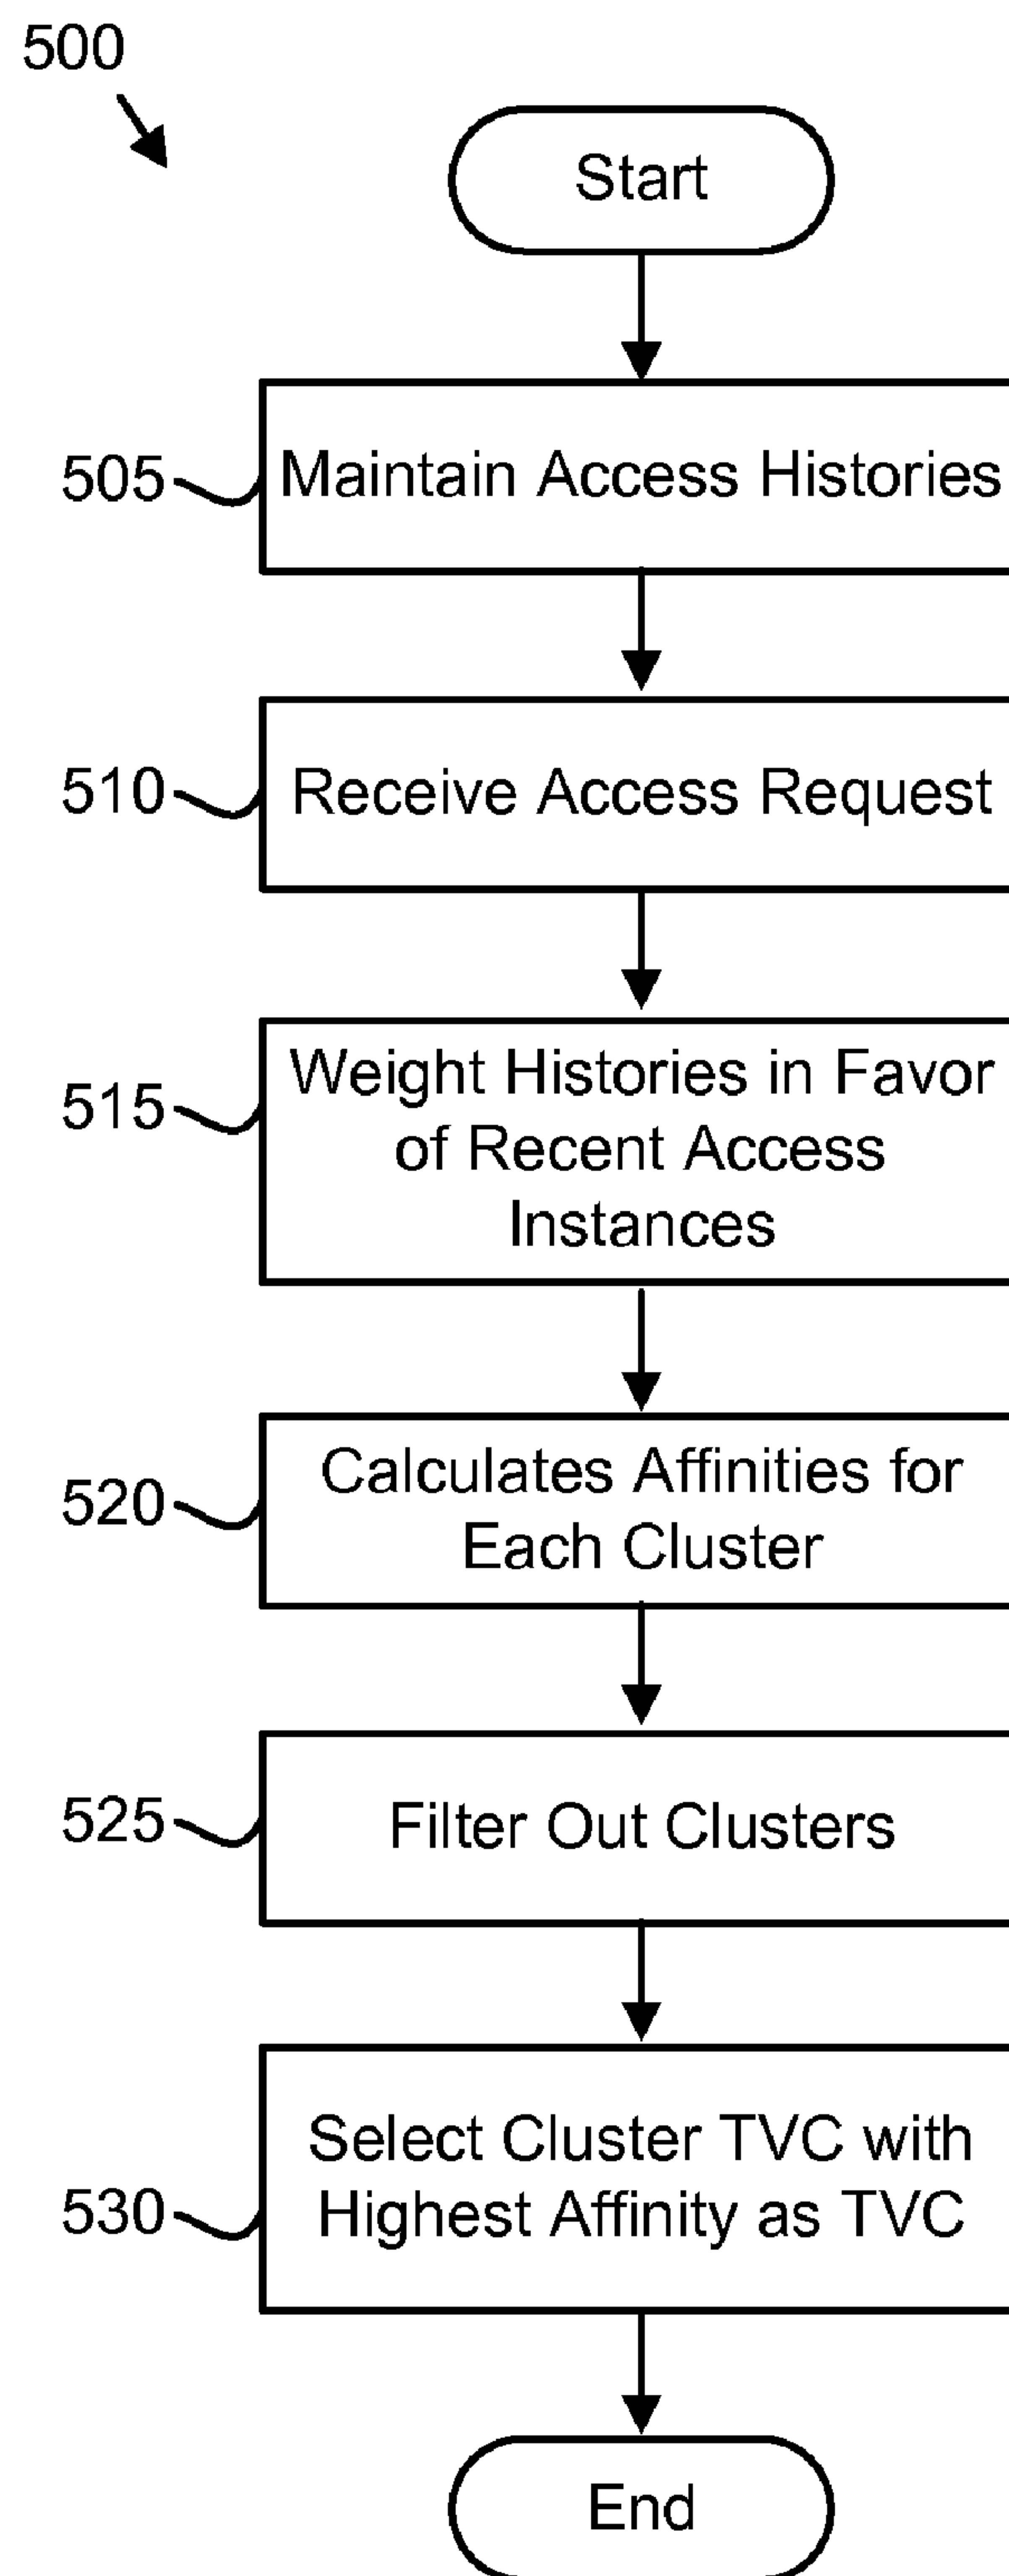 500
Start
505
Maintain Access Histories
510
Receive Access Request
515
Weight Histories in Favor
of Recent Access
Instances
520
Calculates Affinities for
Each Cluster
525
Filter Out Clusters
530
Select Cluster TVC with
Highest Affinity as TVC
End